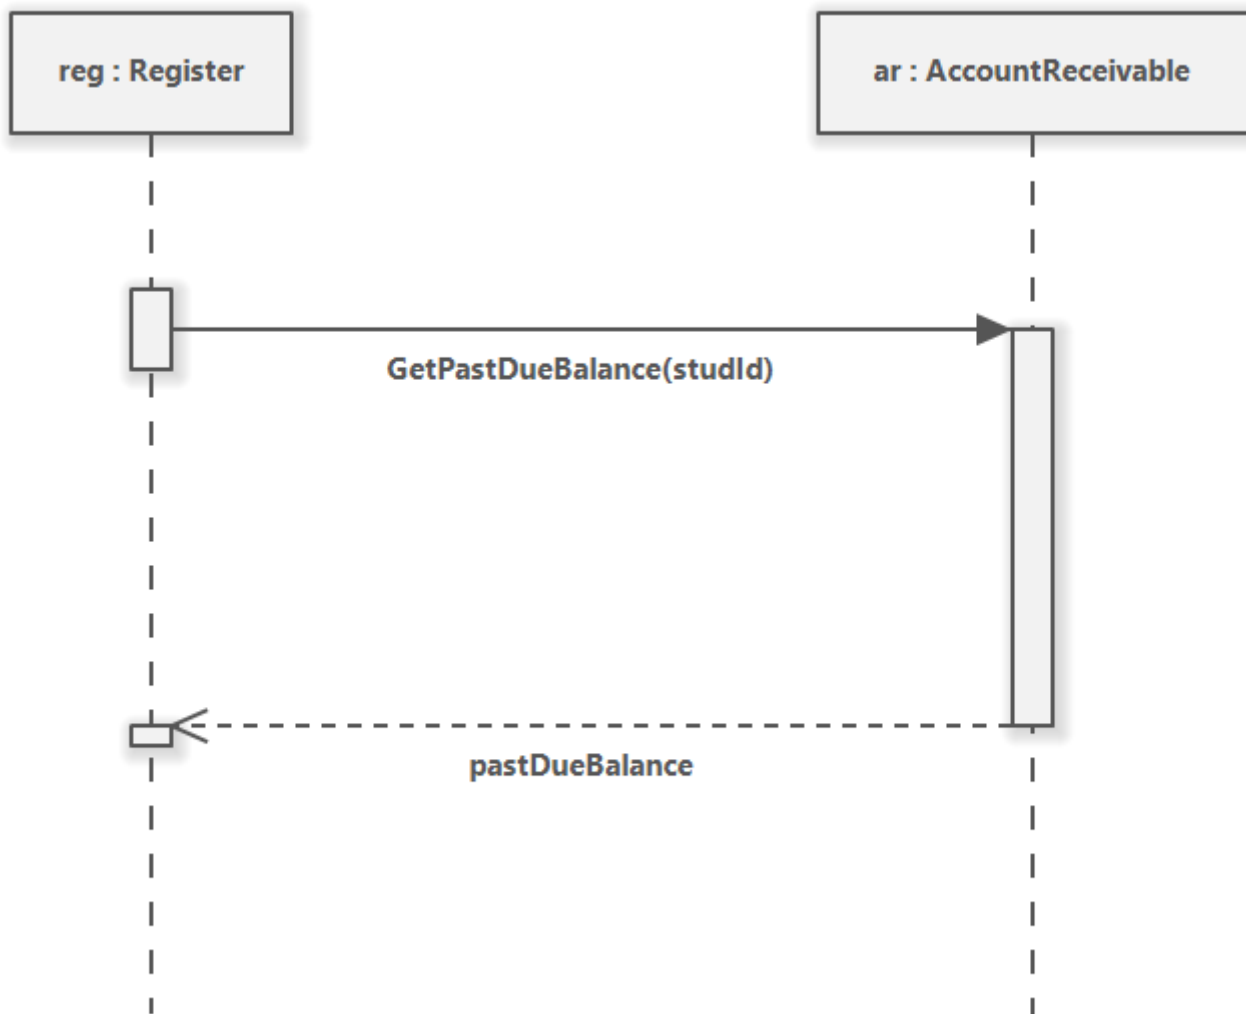 reg : Register
ar : AccountReceivable
GetPastDueBalance(studId)
pastDueBalance